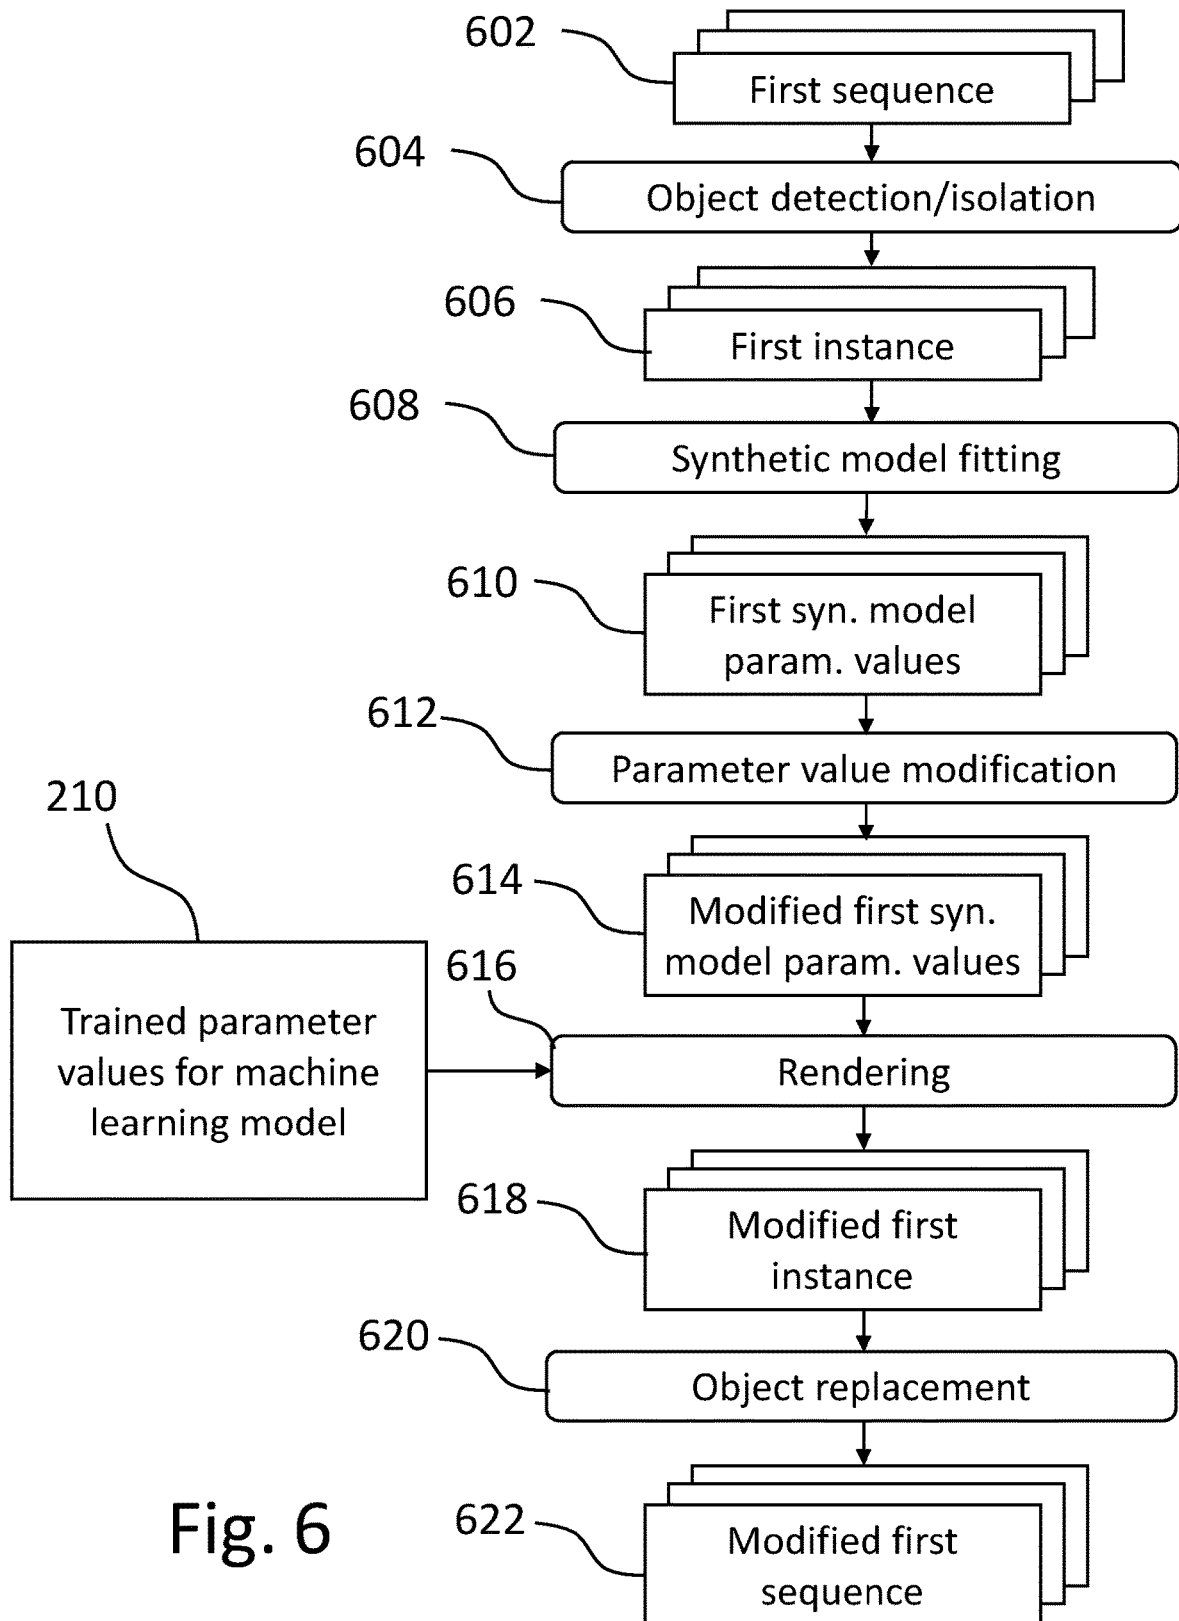 602
First sequence
604
Object detection/isolation
606
First instance
608
Synthetic model fitting
610
First syn. model
param. values
612
Parameter value modification
210
614
Modified first syn.
model param. values
616
Trained parameter
values for machine
learning model
Rendering
618
Modified first
instance
620
Object replacement
Fig. 6
622
Modified first
sequence